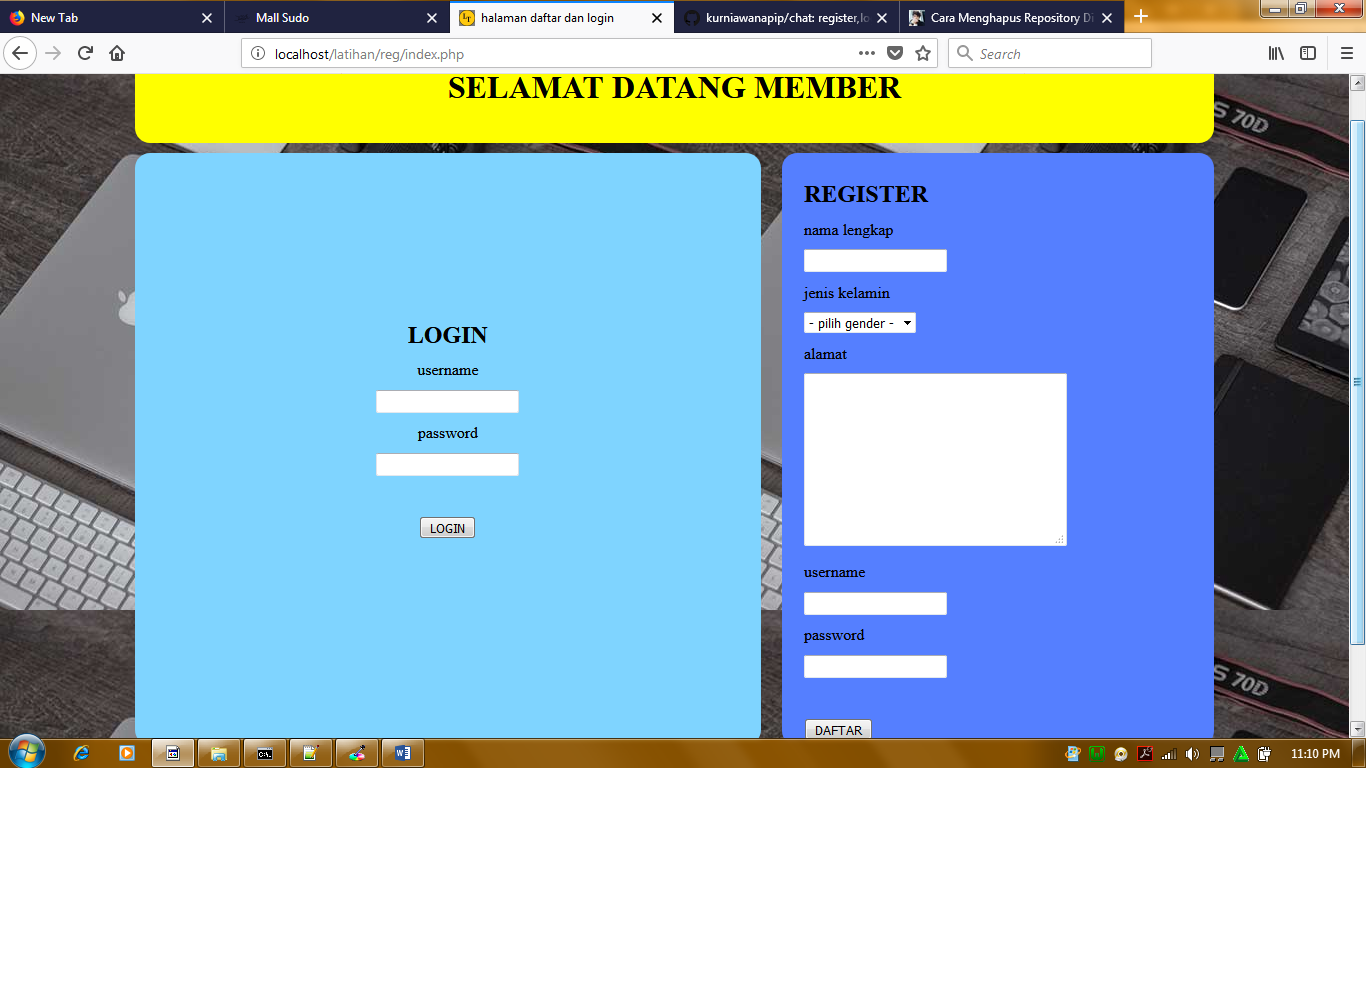 New Tab
Mall Sudo
halaman daftar dan login
kurniawanapip/chat: register,lo
Cara Menghapus Repository Di
localhost/latihan/reg/index.php
Search
SELAMAT DATANG MEMBER
70D
LOGIN
username
password
LOGIN
REGISTER
nama lengkap
jenis kelamin
- pilih gender -
alamat
username
password
DAFTAR
S 70D
11:10 PM